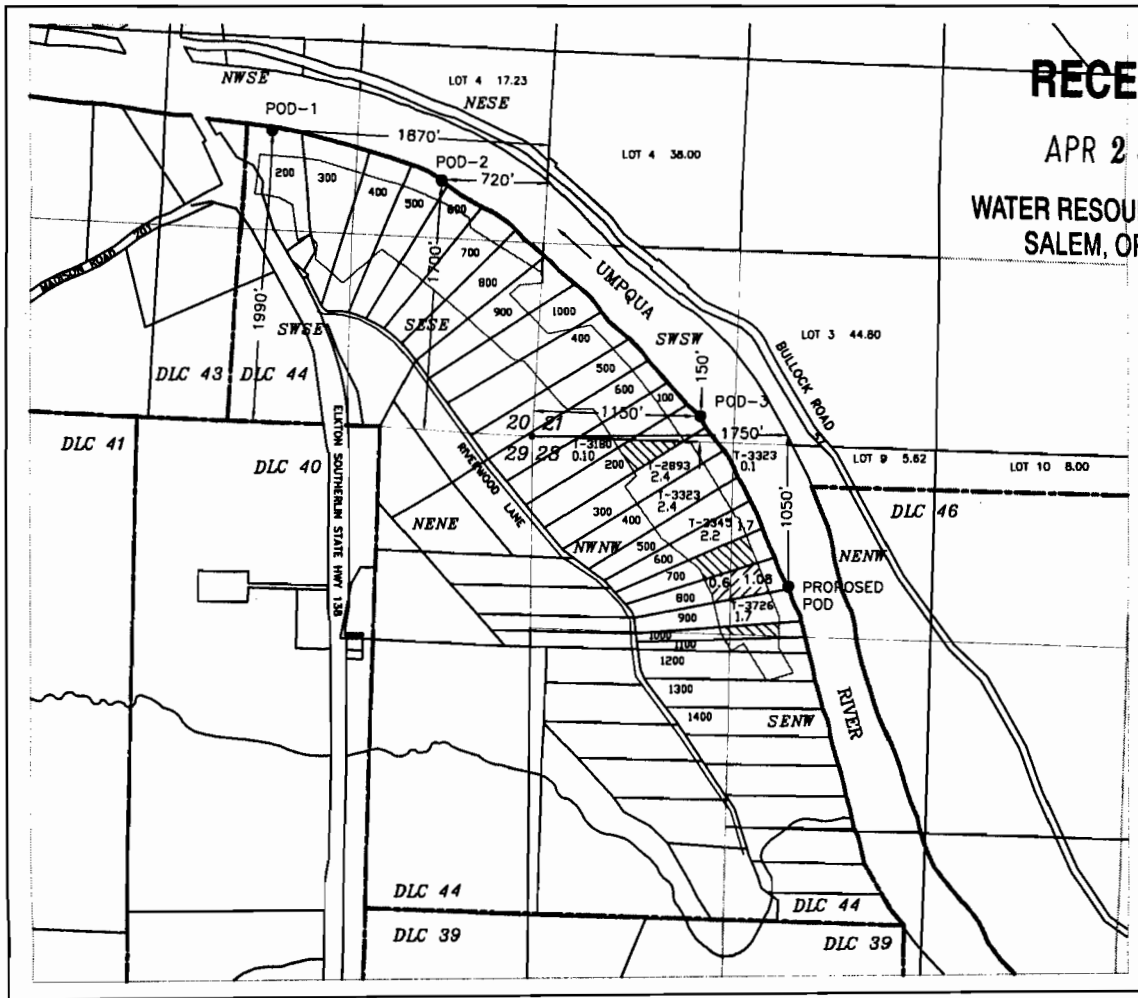 RECE
APR 2
WATER RESOU
SALEM, OR
NWSE
LOT 4 17.23
NESE
POD-1
1870'
LOT 4 38.00
POD-2
720'
200
300
400
500
600
700
800
900
1000
1700'
1990'
MADISON ROAD 201
SWSE
SESE
UMPQUA
SWSW
400
500
600
100
150'
LOT 3 44.80
BULLOCK ROAD 57
DLC 43
DLC 44
1150'
POD-3
1750'
20 21
29 28
DLC 41
DLC 40
ELKTON SOUTHERLIN STATE HWY 138
RIVERWOOD LANE
T-3180
0.10
200
T-2893
2.4
T-3323
0.1
T-3323
2.4
LOT 9 5.62
LOT 10 8.00
DLC 46
1050'
NENE
300
400
T-3345
2.2
1.7
NWNW
500
600
700
800
900
0.6
1.08
NENW
PROPOSED
POD
T-3726
1.7
1000
1100
1200
1300
1400
SENW
RIVER
DLC 44
DLC 44
DLC 39
DLC 39